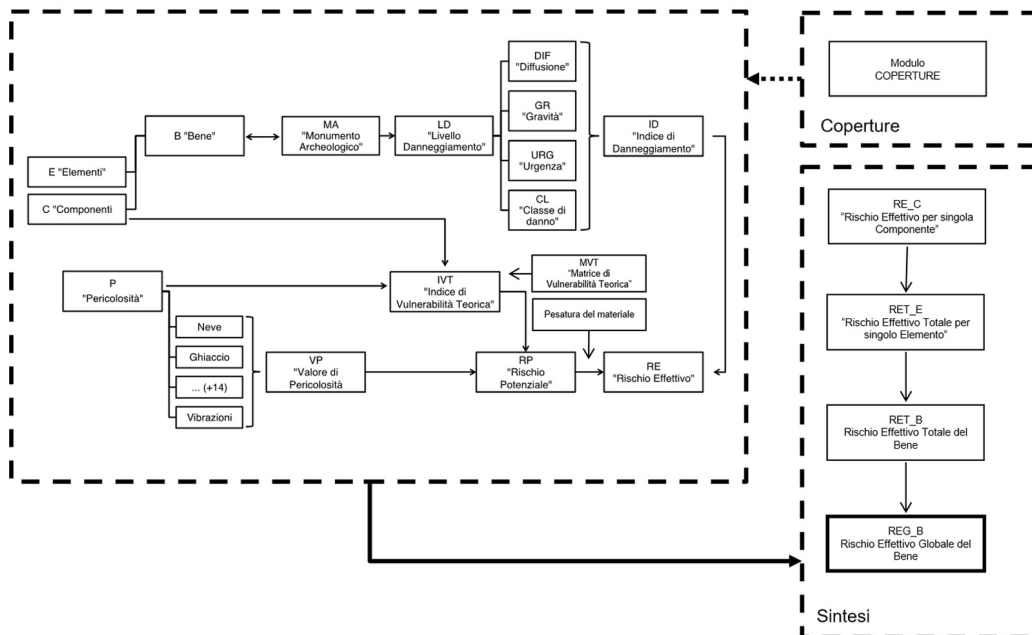 DIF
"Diffusione"
GR
"Gravità"
URG
"Urgenza"
CL
"Classe di
danno"
B "Bene"
MA
"Monumento
Archeologico"
LD
"Livello
Danneggiamento"
ID
"Indice di
Danneggiamento"
E "Elementi"
C "Componenti
P
"Pericolosità"
IVT
"Indice di
Vulnerabilità Teorica"
MVT
"Matrice di
Vulnerabilità Teorica"
Pesatura del materiale
Neve
Ghiaccio
... (+14)
Vibrazioni
VP
"Valore di
Pericolosità
RP
"Rischio
Potenziale"
RE
"Rischio Effettivo"
Modulo
COPERTURE
Coperture
RE_C
"Rischio Effettivo per singola
Componente"
RET_E
"Rischio Effettivo Totale per
singolo Elemento"
RET_B
Rischio Effettivo Totale del
Bene
REG_B
Rischio Effettivo Globale del
Bene
Sintesi